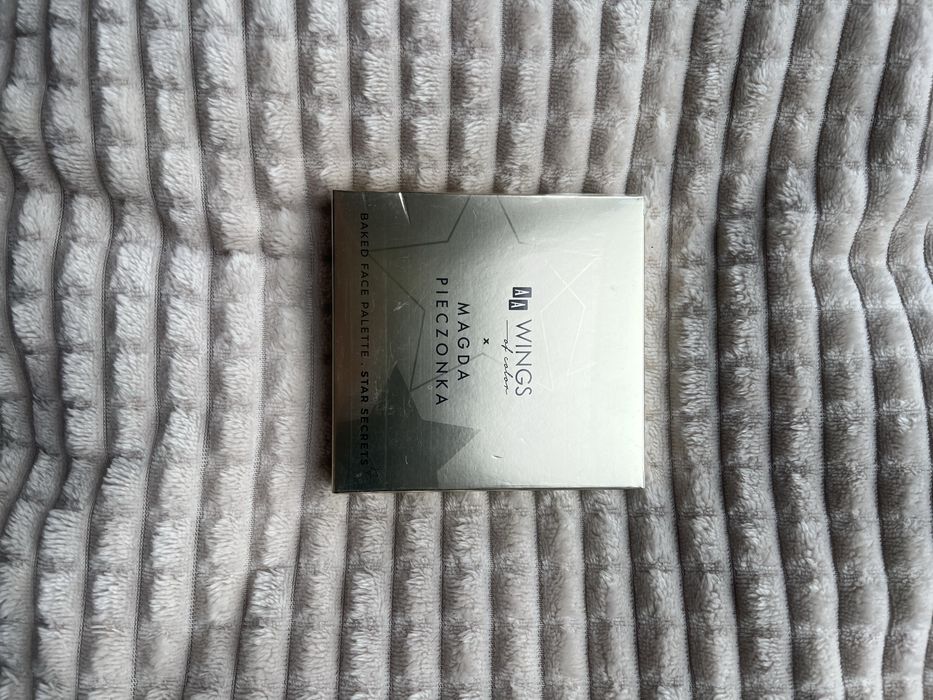 AA WINGS
of color
x
MAGDA
PIECZONKA
BAKED FACE PALETTE . STAR SECRETS